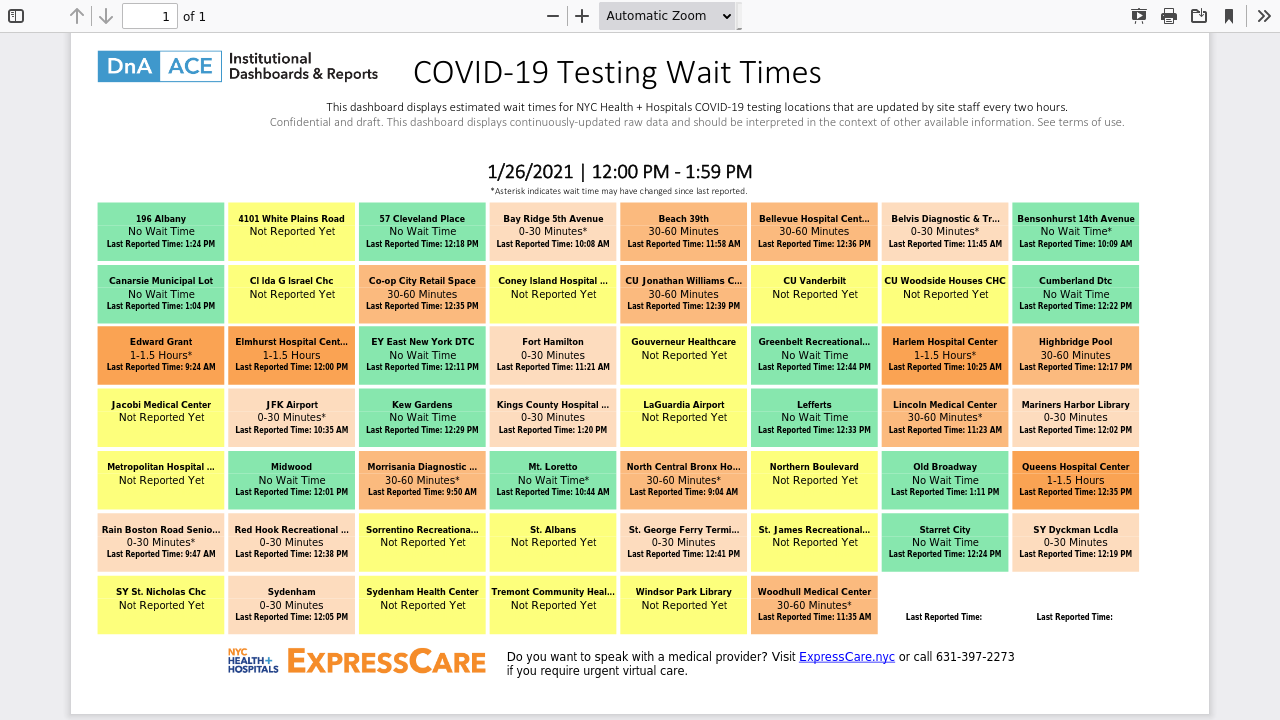 1 of 1 Automatic Zoom
DnA ACE Institutional
Dashboards & Reports
COVID-19 Testing Wait Times
This dashboard displays estimated wait times for NYC Health + Hospitals COVID-19 testing locations that are updated by site staff every two hours.
Confidential and draft. This dashboard displays continuously-updated raw data and should be interpreted in the context of other available information. See terms of use.
1/26/2021 | 12:00 PM - 1:59 PM
*Asterisk indicates wait time may have changed since last reported.
196 Albany
No Wait Time
Last Reported Time: 1:24 PM
4101 White Plains Road
Not Reported Yet
57 Cleveland Place
No Wait Time
Last Reported Time: 12:18 PM
Bay Ridge 5th Avenue
0-30 Minutes*
Last Reported Time: 10:08 AM
Beach 39th
30-60 Minutes
Last Reported Time: 11:58 AM
Bellevue Hospital Cent...
30-60 Minutes
Last Reported Time: 12:36 PM
Belvis Diagnostic & Tr...
0-30 Minutes*
Last Reported Time: 11:45 AM
Bensonhurst 14th Avenue
No Wait Time*
Last Reported Time: 10:09 AM
Canarsie Municipal Lot
No Wait Time
Last Reported Time: 1:04 PM
Cl Ida G Israel Chc
Not Reported Yet
Co-op City Retail Space
30-60 Minutes
Last Reported Time: 12:35 PM
Coney Island Hospital ...
Not Reported Yet
CU Jonathan Williams C...
30-60 Minutes
Last Reported Time: 12:39 PM
CU Vanderbilt
Not Reported Yet
CU Woodside Houses CHC
Not Reported Yet
Cumberland Dtc
No Wait Time
Last Reported Time: 12:22 PM
Edward Grant
1-1.5 Hours*
Last Reported Time: 9:24 AM
Elmhurst Hospital Cent...
1-1.5 Hours
Last Reported Time: 12:00 PM
EY East New York DTC
No Wait Time
Last Reported Time: 12:11 PM
Fort Hamilton
0-30 Minutes
Last Reported Time: 11:21 AM
Gouverneur Healthcare
Not Reported Yet
Greenbelt Recreational...
No Wait Time
Last Reported Time: 12:44 PM
Harlem Hospital Center
1-1.5 Hours*
Last Reported Time: 10:25 AM
Highbridge Pool
30-60 Minutes
Last Reported Time: 12:17 PM
Jacobi Medical Center
Not Reported Yet
JFK Airport
0-30 Minutes*
Last Reported Time: 10:35 AM
Kew Gardens
No Wait Time
Last Reported Time: 12:29 PM
Kings County Hospital ...
0-30 Minutes
Last Reported Time: 1:20 PM
LaGuardia Airport
Not Reported Yet
Lefferts
No Wait Time
Last Reported Time: 12:33 PM
Lincoln Medical Center
30-60 Minutes*
Last Reported Time: 11:23 AM
Mariners Harbor Library
0-30 Minutes
Last Reported Time: 12:02 PM
Metropolitan Hospital ...
Not Reported Yet
Midwood
No Wait Time
Last Reported Time: 12:01 PM
Morrisania Diagnostic ...
30-60 Minutes*
Last Reported Time: 9:50 AM
Mt. Loretto
No Wait Time*
Last Reported Time: 10:44 AM
North Central Bronx Ho...
30-60 Minutes*
Last Reported Time: 9:04 AM
Northern Boulevard
Not Reported Yet
Old Broadway
No Wait Time
Last Reported Time: 1:11 PM
Queens Hospital Center
1-1.5 Hours
Last Reported Time: 12:35 PM
Rain Boston Road Senio...
0-30 Minutes*
Last Reported Time: 9:47 AM
Red Hook Recreational ...
0-30 Minutes
Last Reported Time: 12:38 PM
Sorrentino Recreationa...
Not Reported Yet
St. Albans
Not Reported Yet
St. George Ferry Termi...
0-30 Minutes
Last Reported Time: 12:41 PM
St. James Recreational...
Not Reported Yet
Starret City
No Wait Time
Last Reported Time: 12:24 PM
SY Dyckman Lcdla
0-30 Minutes
Last Reported Time: 12:19 PM
SY St. Nicholas Chc
Not Reported Yet
Sydenham
0-30 Minutes
Last Reported Time: 12:05 PM
Sydenham Health Center
Not Reported Yet
Tremont Community Heal...
Not Reported Yet
Windsor Park Library
Not Reported Yet
Woodhull Medical Center
30-60 Minutes*
Last Reported Time: 11:35 AM
Last Reported Time:
Last Reported Time:
NYC
HEALTH+
HOSPITALS
EXPRESSCARE
Do you want to speak with a medical provider? Visit ExpressCare.nyc or call 631-397-2273
if you require urgent virtual care.